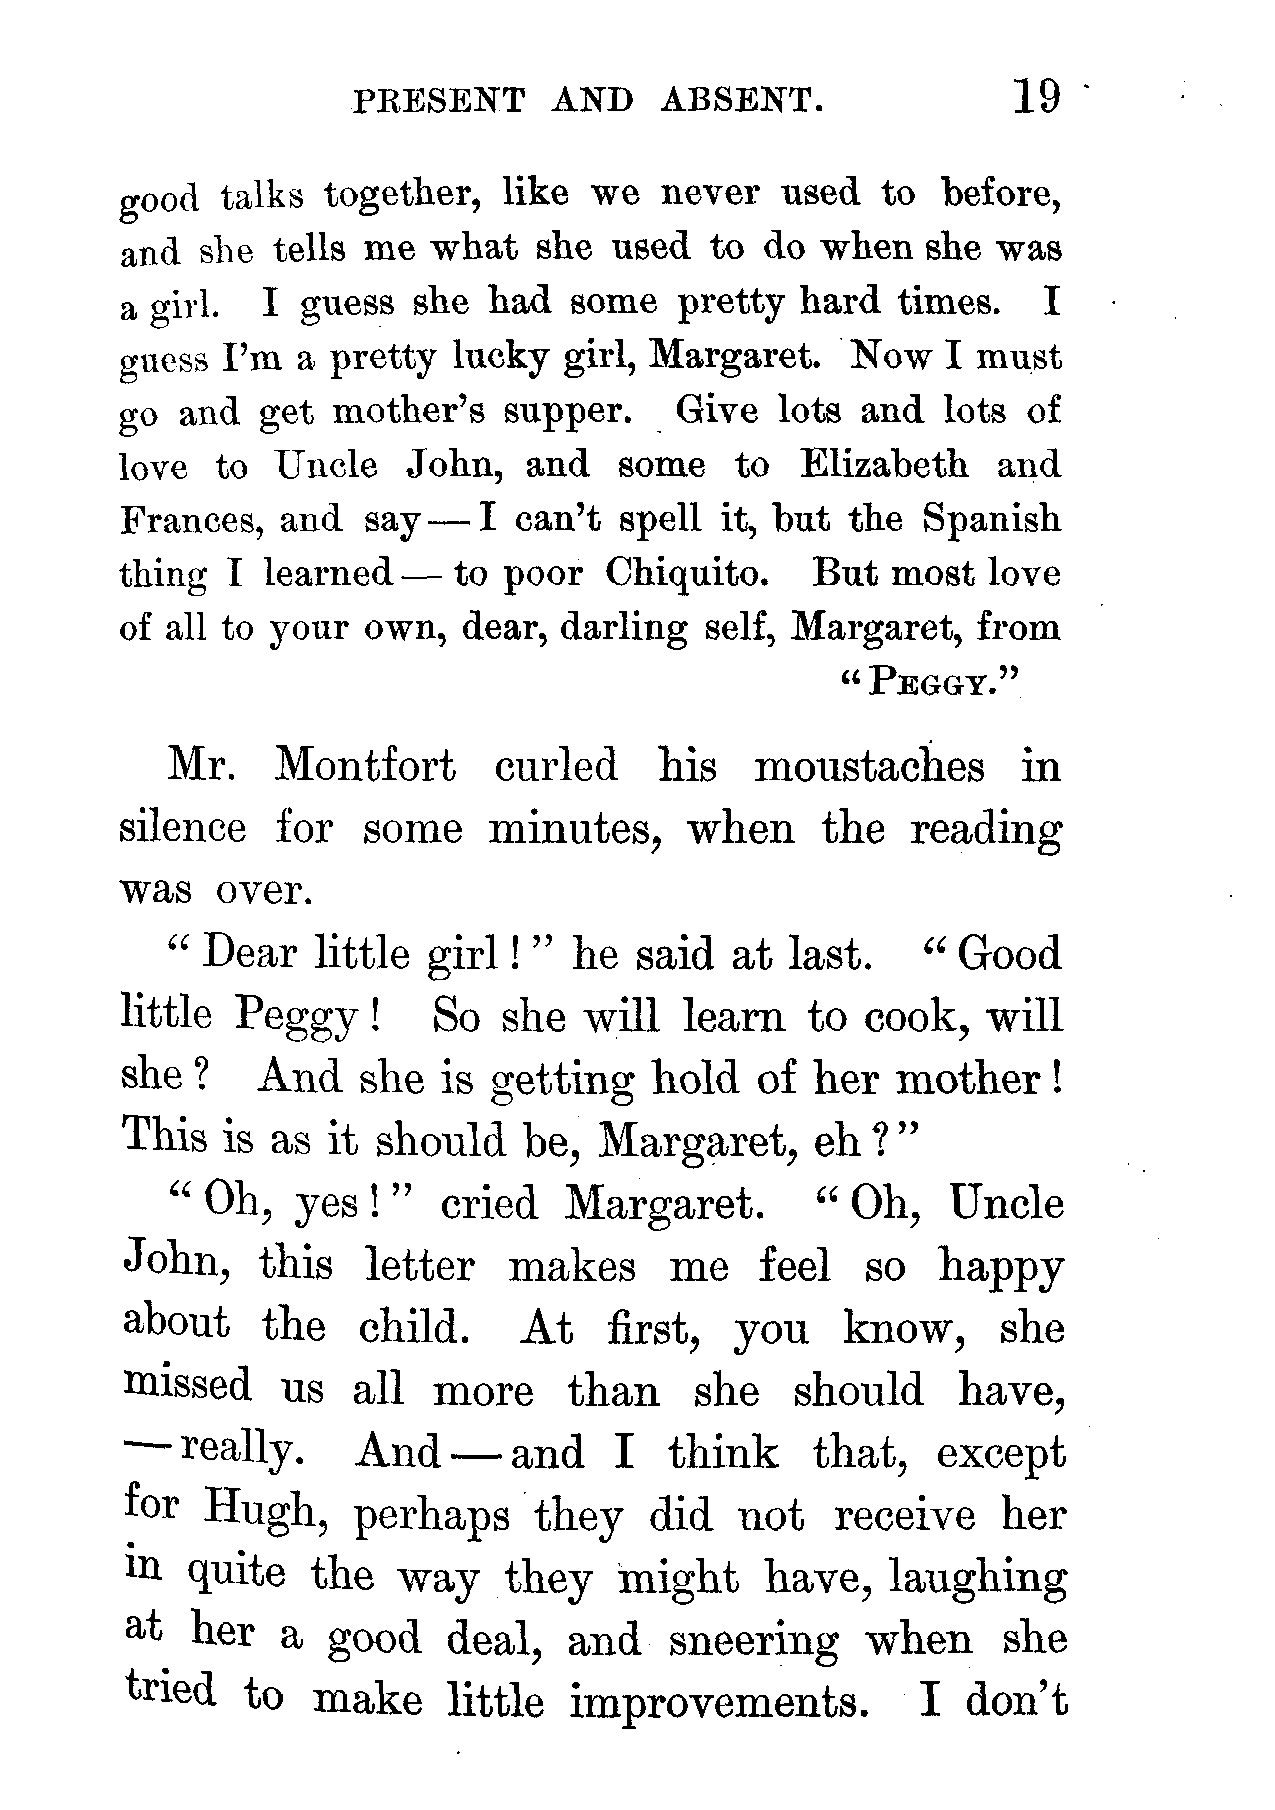 PRESENT AND ABSENT. 19
good talks together, like we never used to before,
and she tells me what she used to do when she was
a girl. I guess she had some pretty hard times. I
guess I'm a pretty lucky girl, Margaret. Now I must
go and get mother's supper. Give lots and lots of
love to Uncle John, and some to Elizabeth and
Frances, and say—I can't spell it, but the Spanish
thing I learned—to poor Chiquito. But most love
of all to your own, dear, darling self, Margaret, from
"PEGGY."
Mr. Montfort curled his moustaches in
silence for some minutes, when the reading
was over.
"Dear little girl!" he said at last. "Good
little Peggy! So she will learn to cook, will
she? And she is getting hold of her mother!
This is as it should be, Margaret, eh?"
"Oh, yes!" cried Margaret. "Oh, Uncle
John, this letter makes me feel so happy
about the child. At first, you know, she
missed us all more than she should have,
—really. And—and I think that, except
for Hugh, perhaps they did not receive her
in quite the way they might have, laughing
at her a good deal, and sneering when she
tried to make little improvements. I don't